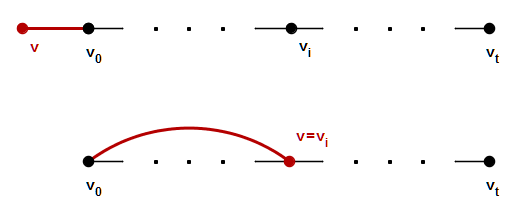 v v₀ . . . vᵢ . . . vₜ
v=vᵢ
v₀ . . . . . . vₜ